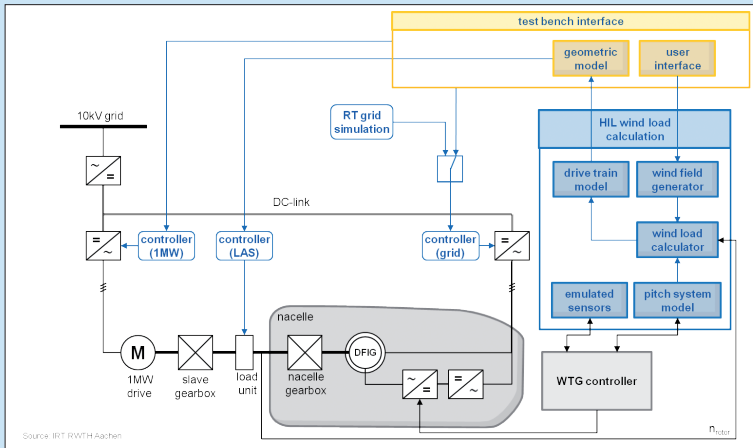 test bench interface
geometric
model
user
interface
10kV grid
RT grid
simulation
HIL wind load
calculation
~
=
drive train
model
wind field
generator
DC-link
=
~
controller
(1MW)
controller
(LAS)
controller
(grid)
=
~
wind load
calculator
emulated
sensors
pitch system
model
nacelle
M
DFIG
1MW
drive
slave
gearbox
load
unit
nacelle
gearbox
~
=
=
~
WTG controller
Source: IRT RWTH Aachen
n rotor